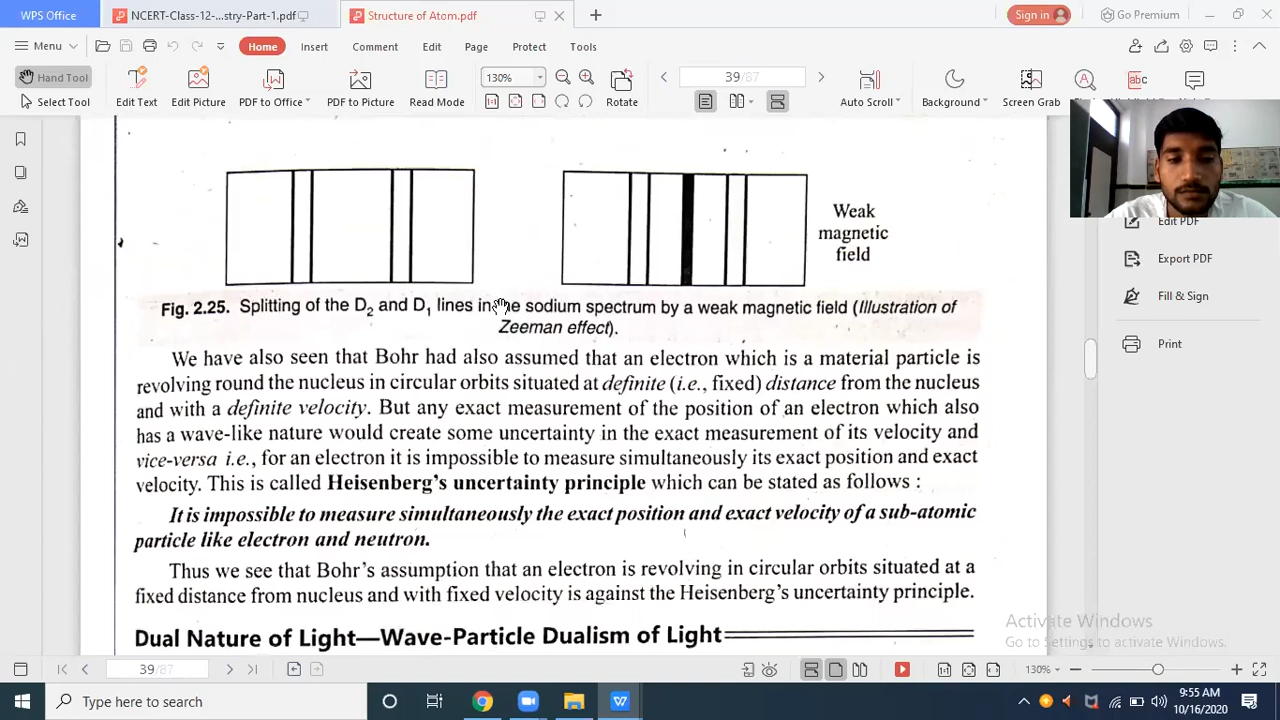 WPS Office
NCERT-Class-12-...stry-Part-1.pdf
Structure of Atom.pdf
Sign in
Go Premium
Menu
Home
Insert
Comment
Edit
Page
Protect
Tools
Hand Tool
Select Tool
Edit Text
Edit Picture
PDF to Office
PDF to Picture
Read Mode
130%
Rotate
39/87
Auto Scroll
Background
Screen Grab
Edit PDF
Export PDF
Fill & Sign
Print
Weak
magnetic
field
Fig. 2.25. Splitting of the D2 and D1 lines in the sodium spectrum by a weak magnetic field (Illustration of
Zeeman effect).
We have also seen that Bohr had also assumed that an electron which is a material particle is
revolving round the nucleus in circular orbits situated at definite (i.e., fixed) distance from the nucleus
and with a definite velocity. But any exact measurement of the position of an electron which also
has a wave-like nature would create some uncertainty in the exact measurement of its velocity and
vice-versa i.e., for an electron it is impossible to measure simultaneously its exact position and exact
velocity. This is called Heisenberg's uncertainty principle which can be stated as follows :
It is impossible to measure simultaneously the exact position and exact velocity of a sub-atomic
particle like electron and neutron.
Thus we see that Bohr's assumption that an electron is revolving in circular orbits situated at a
fixed distance from nucleus and with fixed velocity is against the Heisenberg's uncertainty principle.
Dual Nature of Light—Wave-Particle Dualism of Light
Activate Windows
Go to Settings to activate Windows.
39/87
130%
Type here to search
9:55 AM
10/16/2020